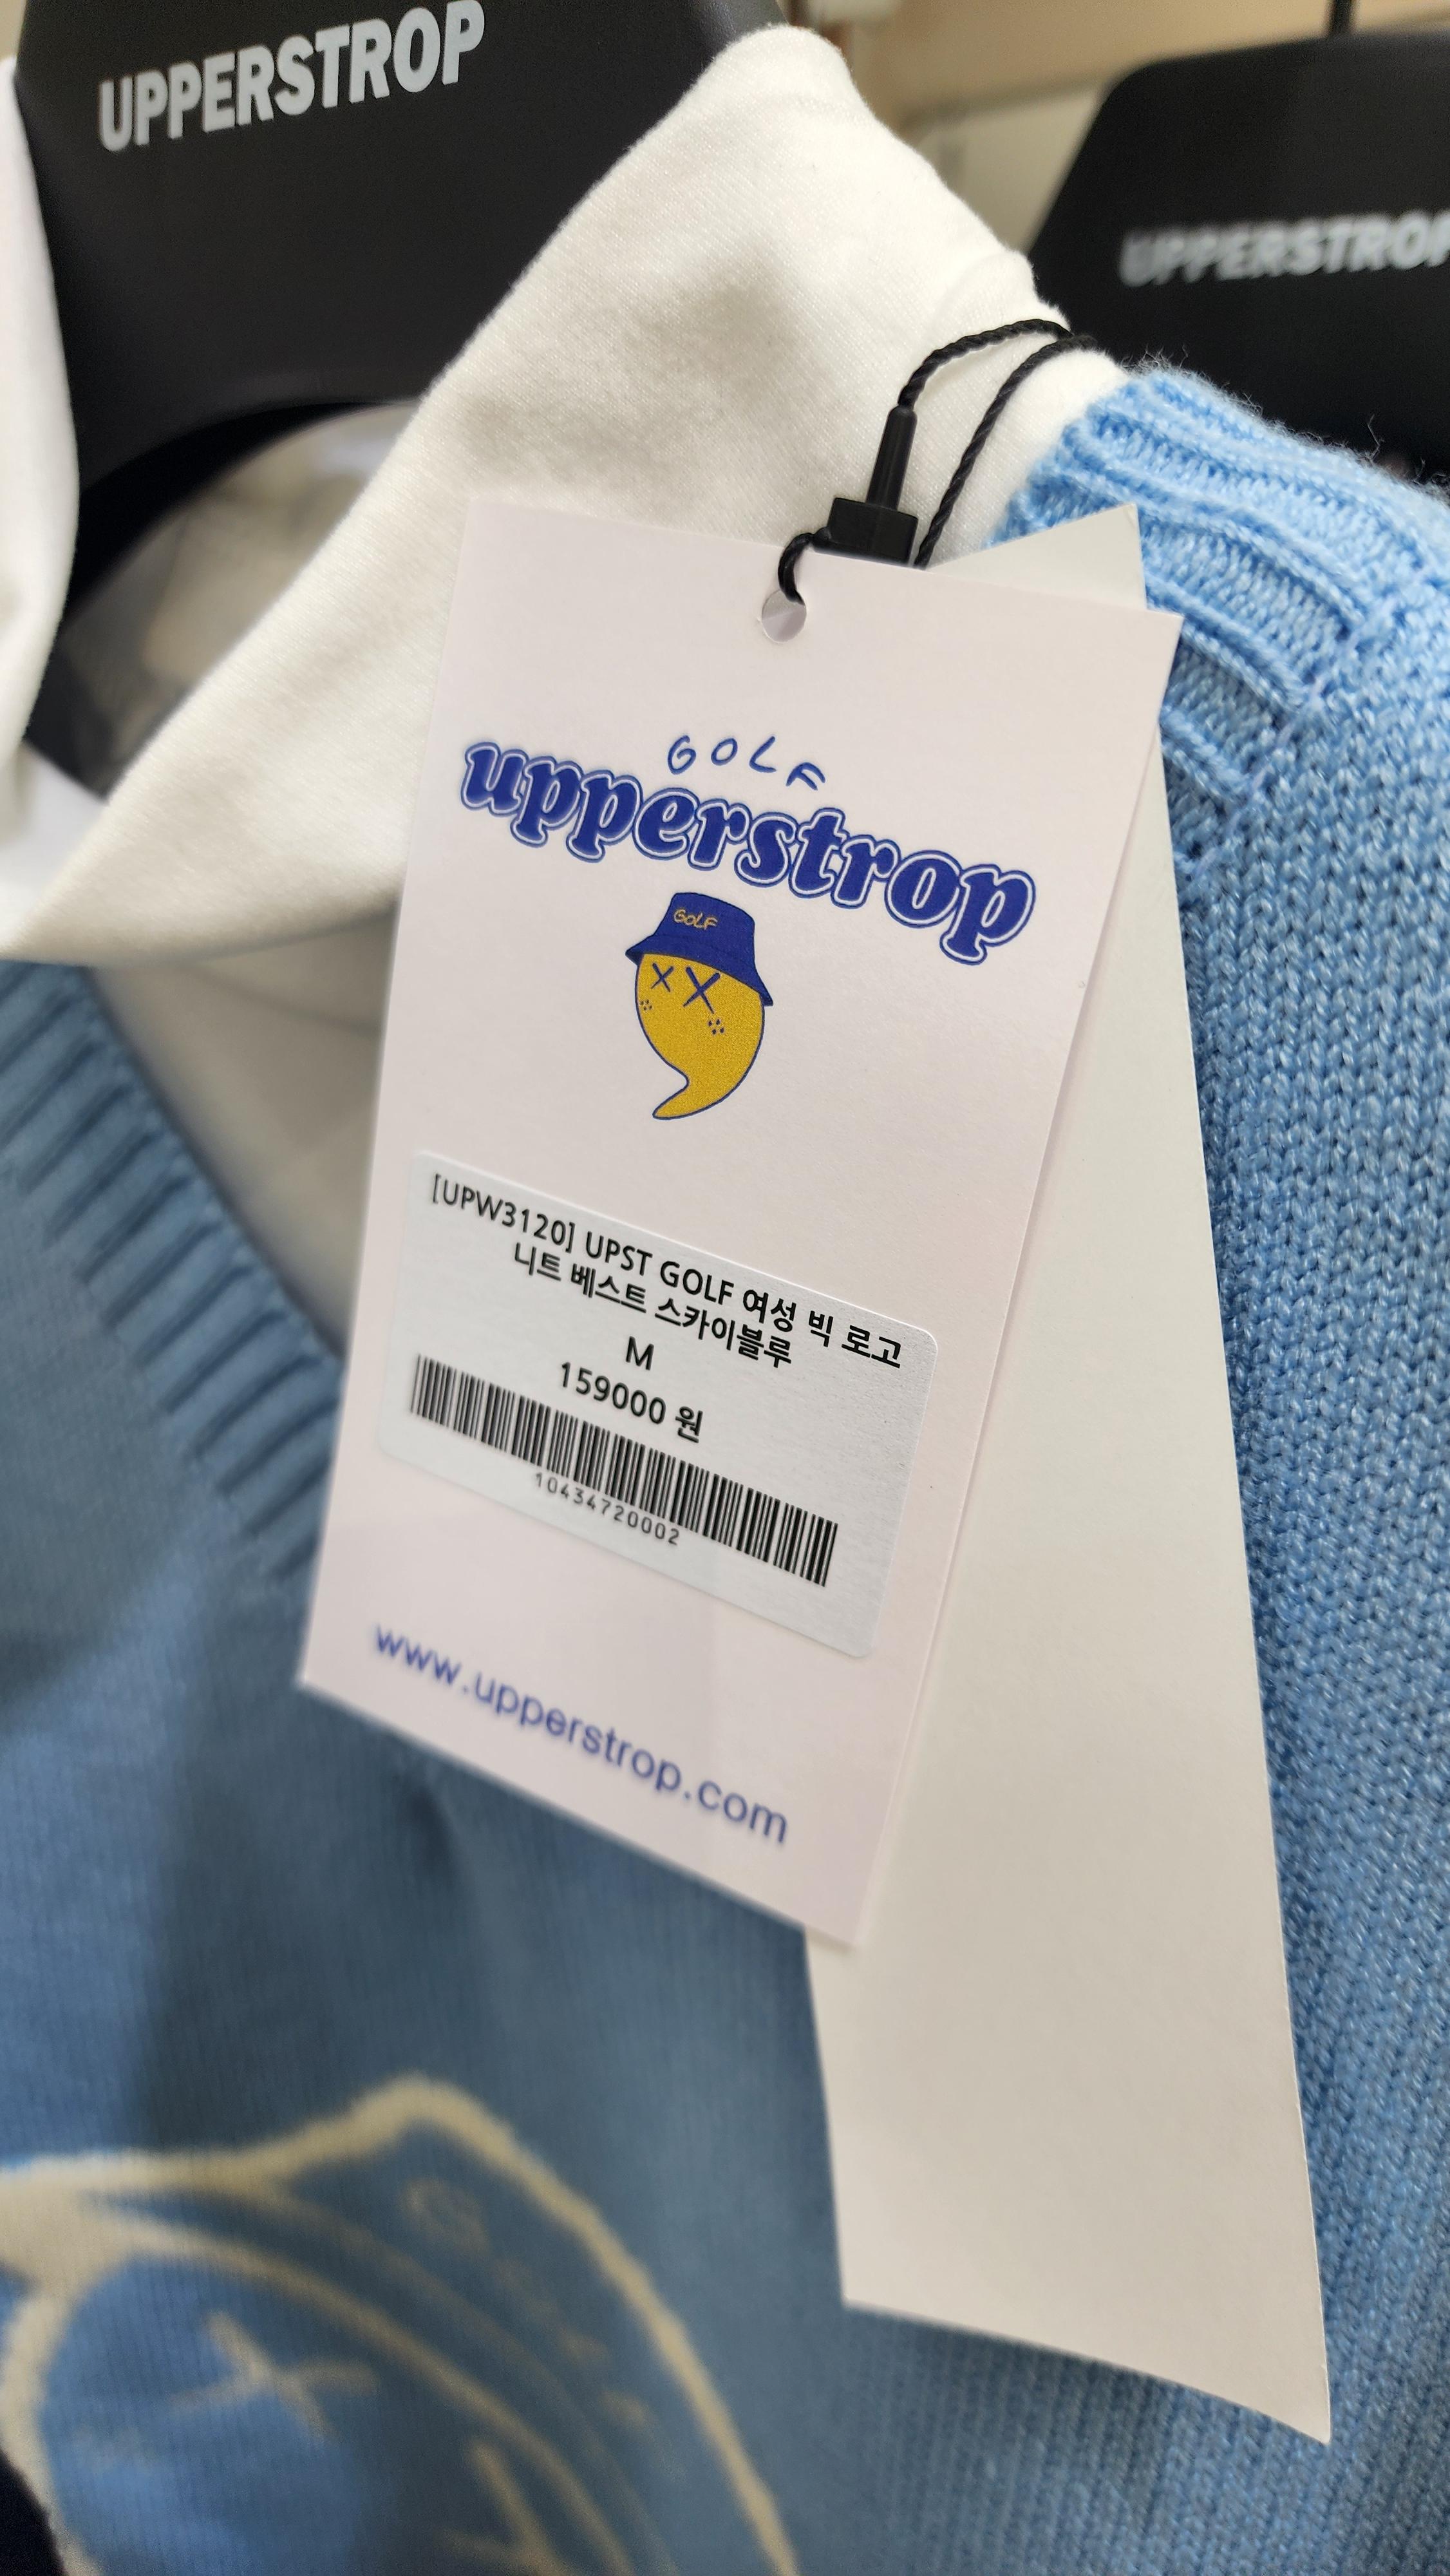 UPPERSTROP
UPPERSTROP
GOLF
upperstrop
GOLF
[UPW3120] UPST GOLF 여성 빅 로고
니트 베스트 스카이블루
M
159000 원
10434720002
www.upperstrop.com